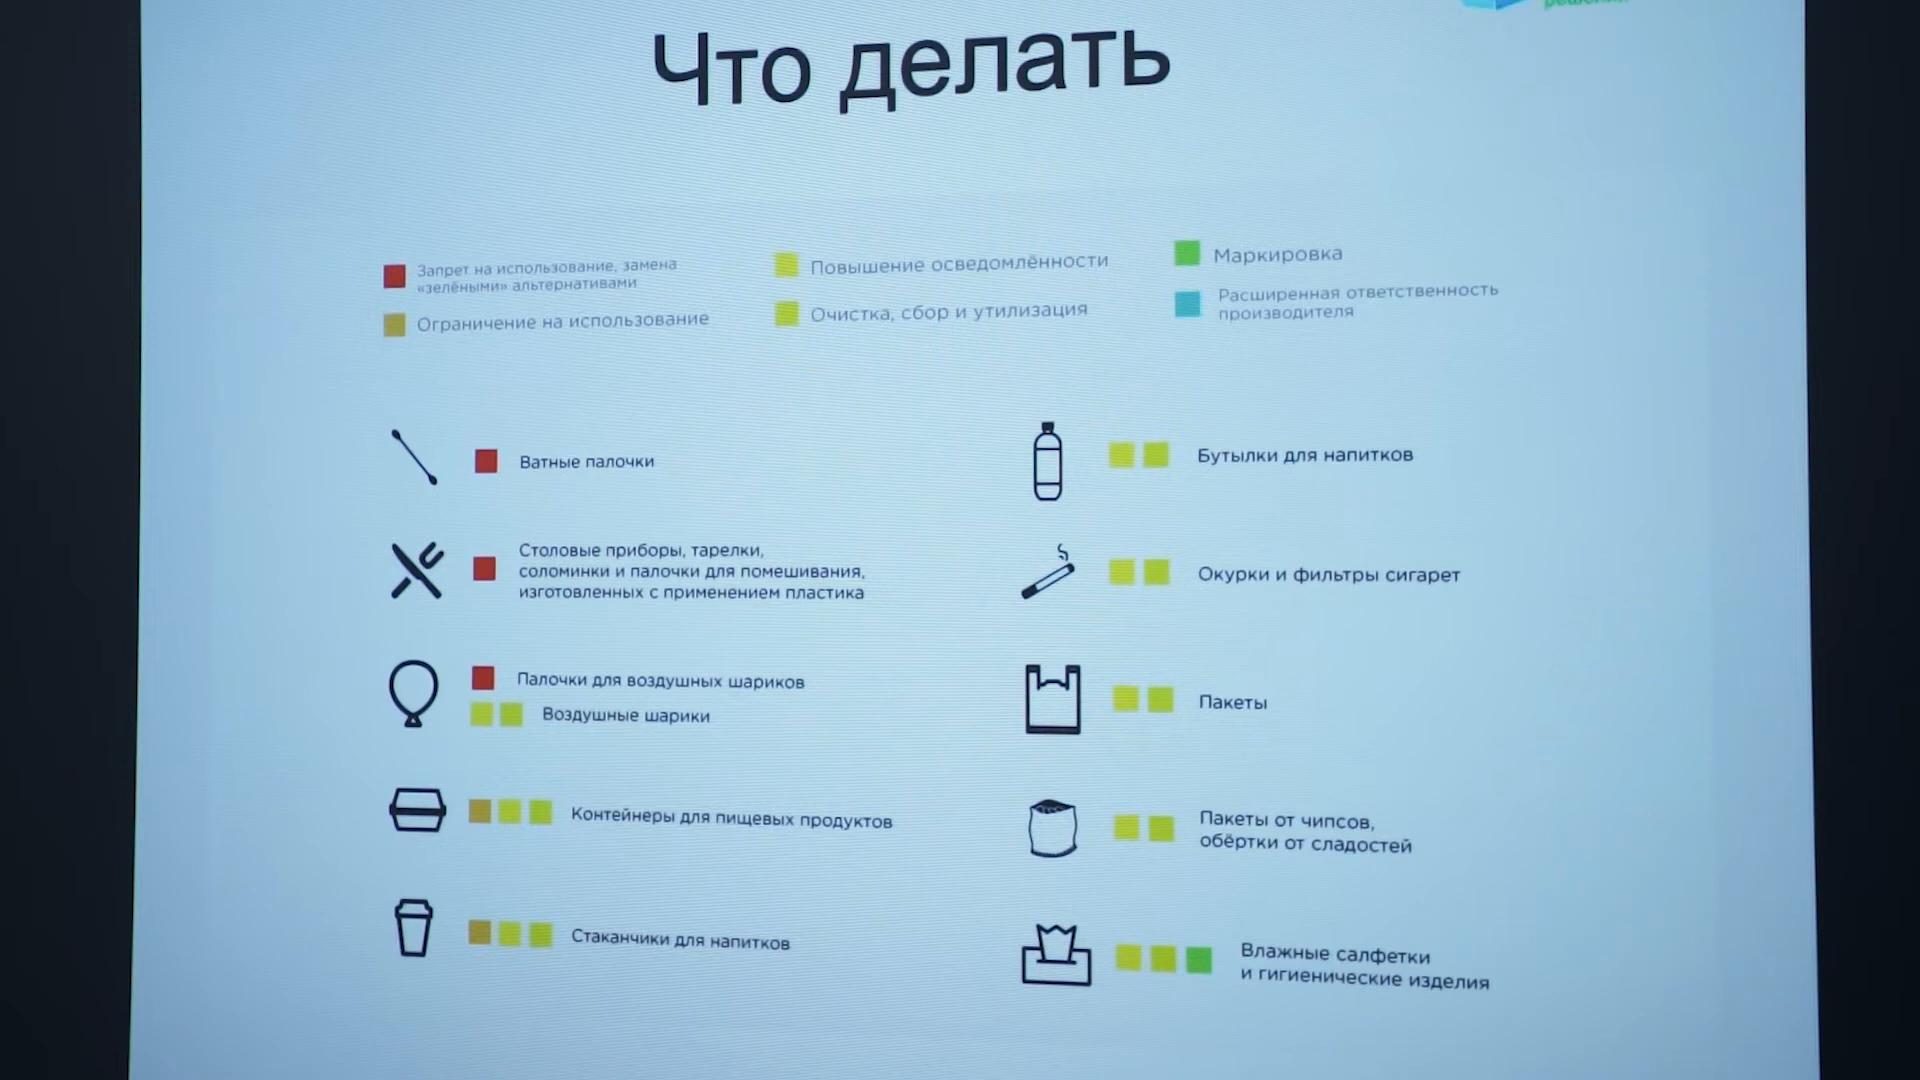 Что делать
Запрет на использование, замена
«зелёными» альтернативами
Ограничение на использование
Повышение осведомлённости
Очистка, сбор и утилизация
Маркировка
Расширенная ответственность
производителя
Ватные палочки
Столовые приборы, тарелки,
соломинки и палочки для помешивания,
изготовленных с применением пластика
Палочки для воздушных шариков
Воздушные шарики
Контейнеры для пищевых продуктов
Стаканчики для напитков
Бутылки для напитков
Окурки и фильтры сигарет
Пакеты
Пакеты от чипсов,
обёртки от сладостей
Влажные салфетки
и гигиенические изделия